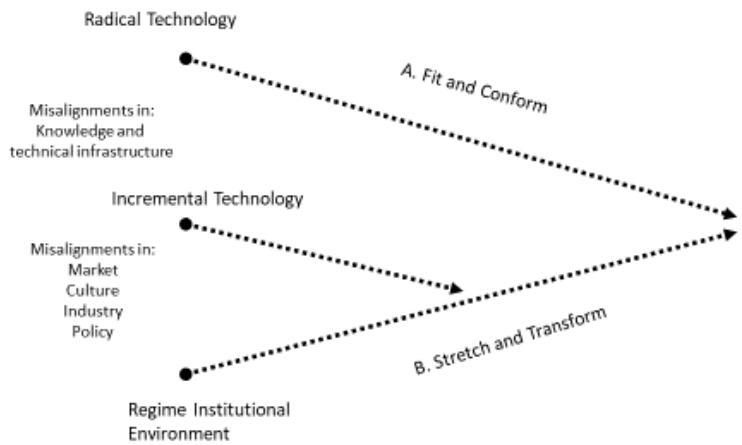 Radical Technology
A. Fit and Conform
Misalignments in:
Knowledge and
technical infrastructure
Incremental Technology
Misalignments in:
Market
Culture
Industry
Policy
B. Stretch and Transform
Regime Institutional
Environment